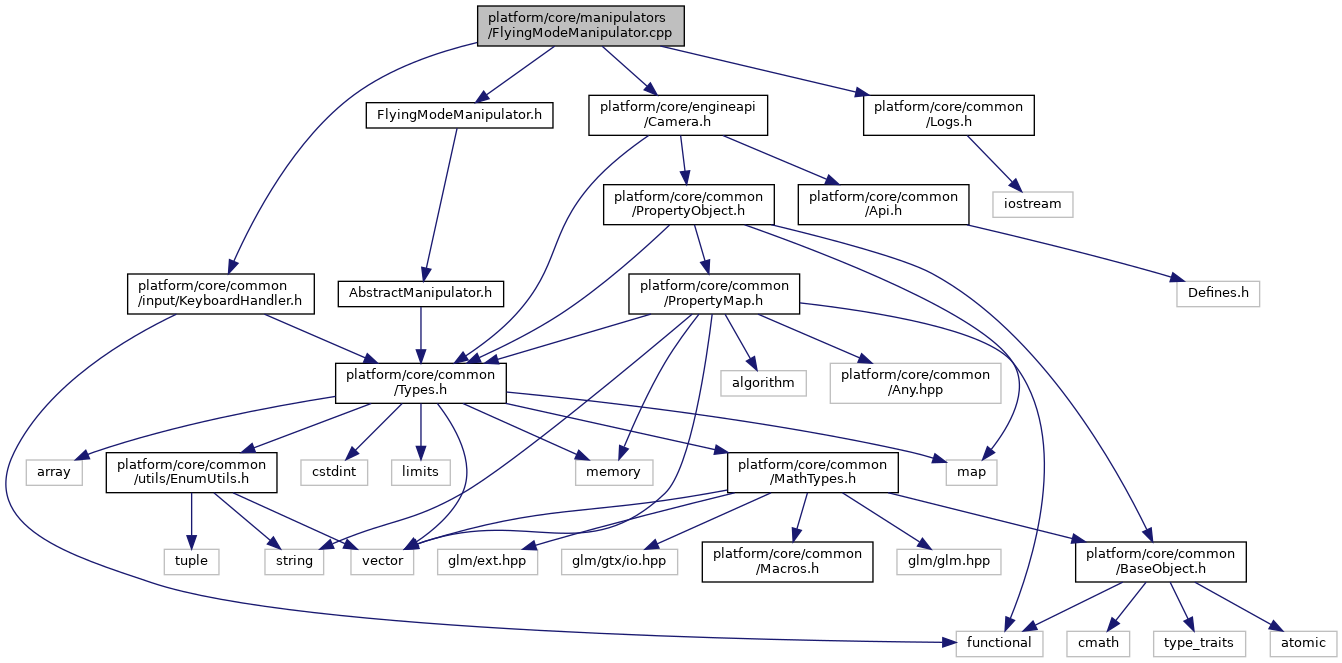 platform/core/manipulators
/FlyingModeManipulator.cpp
FlyingModeManipulator.h
platform/core/engineapi
/Camera.h
platform/core/common
/Logs.h
platform/core/common
/PropertyObject.h
platform/core/common
/Api.h
iostream
platform/core/common
/input/KeyboardHandler.h
AbstractManipulator.h
platform/core/common
/PropertyMap.h
Defines.h
platform/core/common
/Types.h
algorithm
platform/core/common
/Any.hpp
array
platform/core/common
/utils/EnumUtils.h
cstdint
limits
memory
platform/core/common
/MathTypes.h
map
tuple
string
vector
glm/ext.hpp
glm/gtx/io.hpp
platform/core/common
/Macros.h
glm/glm.hpp
platform/core/common
/BaseObject.h
functional
cmath
type_traits
atomic